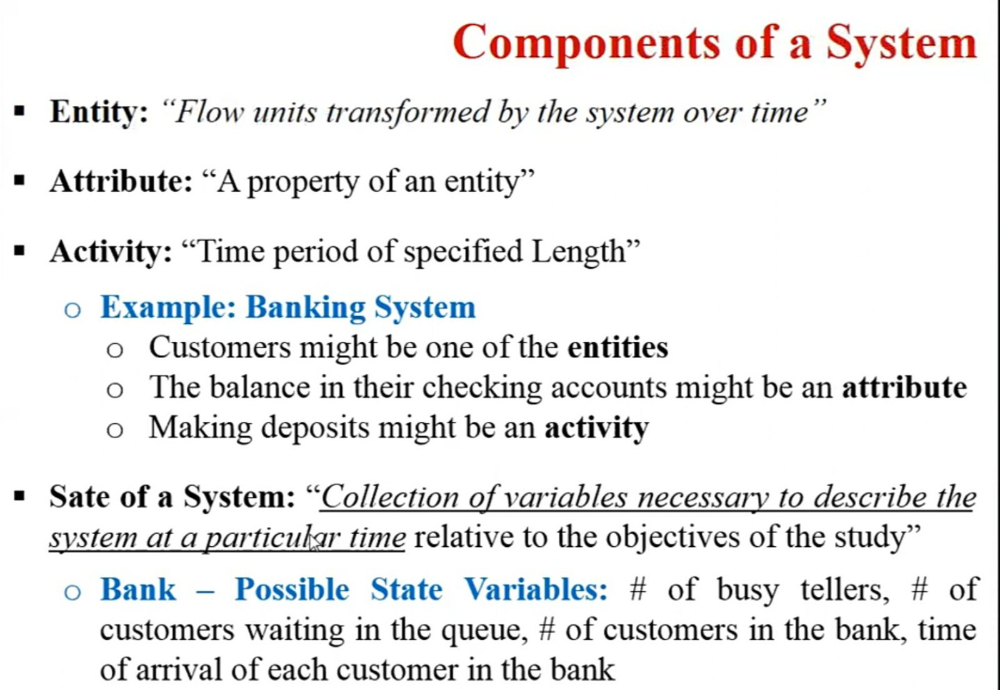 Components of a System
▪ Entity: “Flow units transformed by the system over time”
▪ Attribute: “A property of an entity”
▪ Activity: “Time period of specified Length”
o Example: Banking System
o Customers might be one of the entities
o The balance in their checking accounts might be an attribute
o Making deposits might be an activity
▪ Sate of a System: “Collection of variables necessary to describe the
system at a particular time relative to the objectives of the study”
o Bank – Possible State Variables: # of busy tellers, # of
customers waiting in the queue, # of customers in the bank, time
of arrival of each customer in the bank